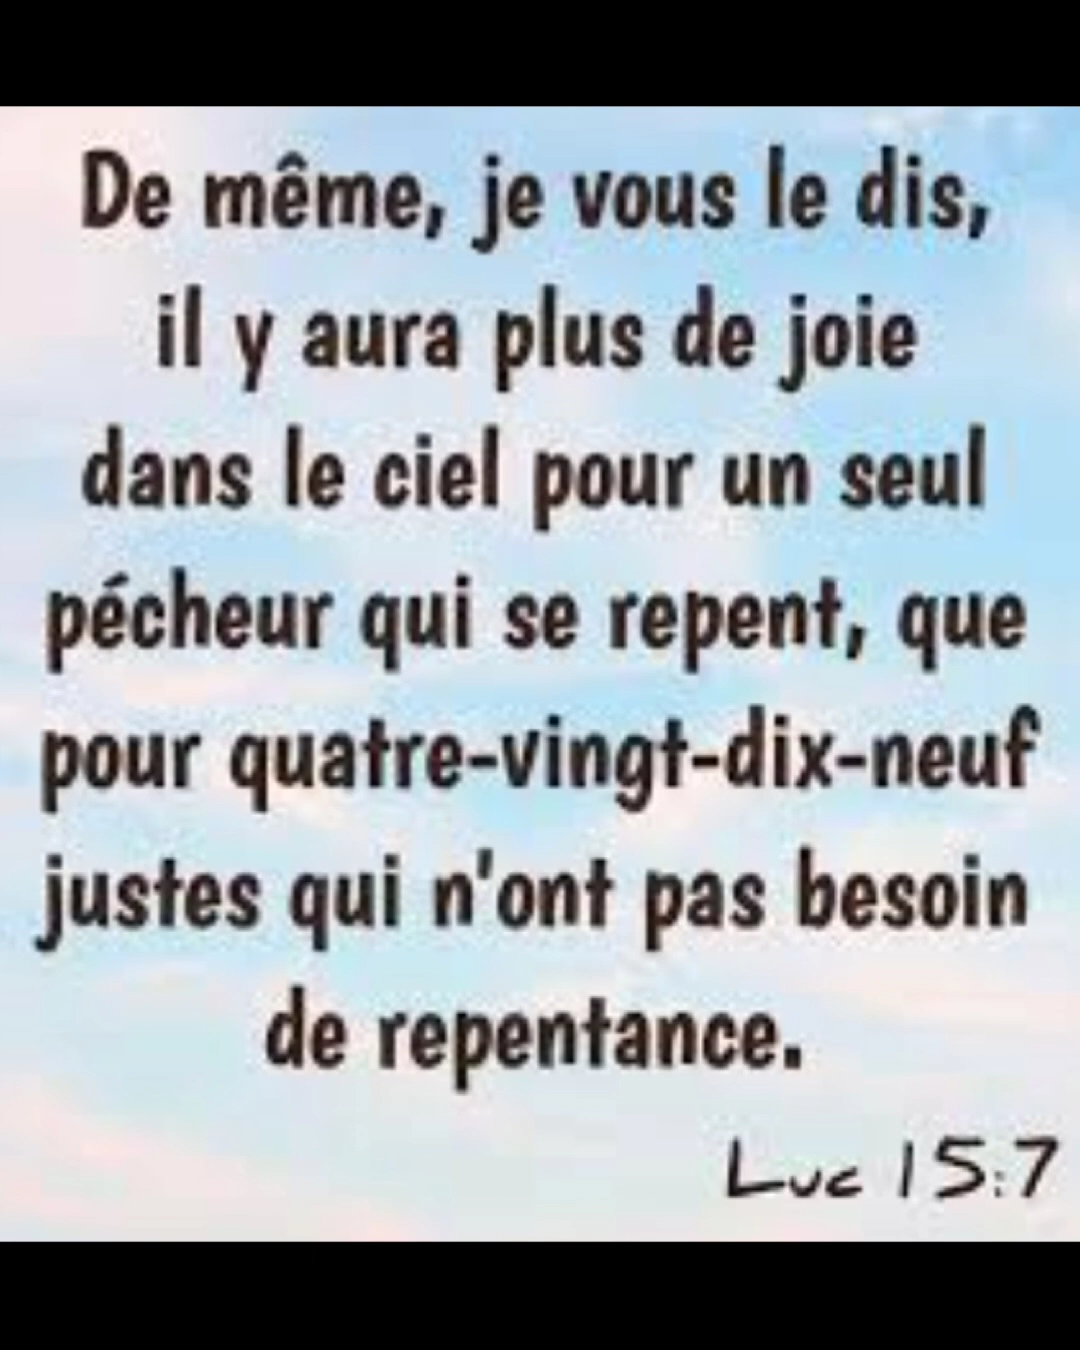 De même, je vous le dis,
il y aura plus de joie
dans le ciel pour un seul
pécheur qui se repent, que
pour quatre-vingt-dix-neuf
justes qui n'ont pas besoin
de repentance.
Luc 15:7